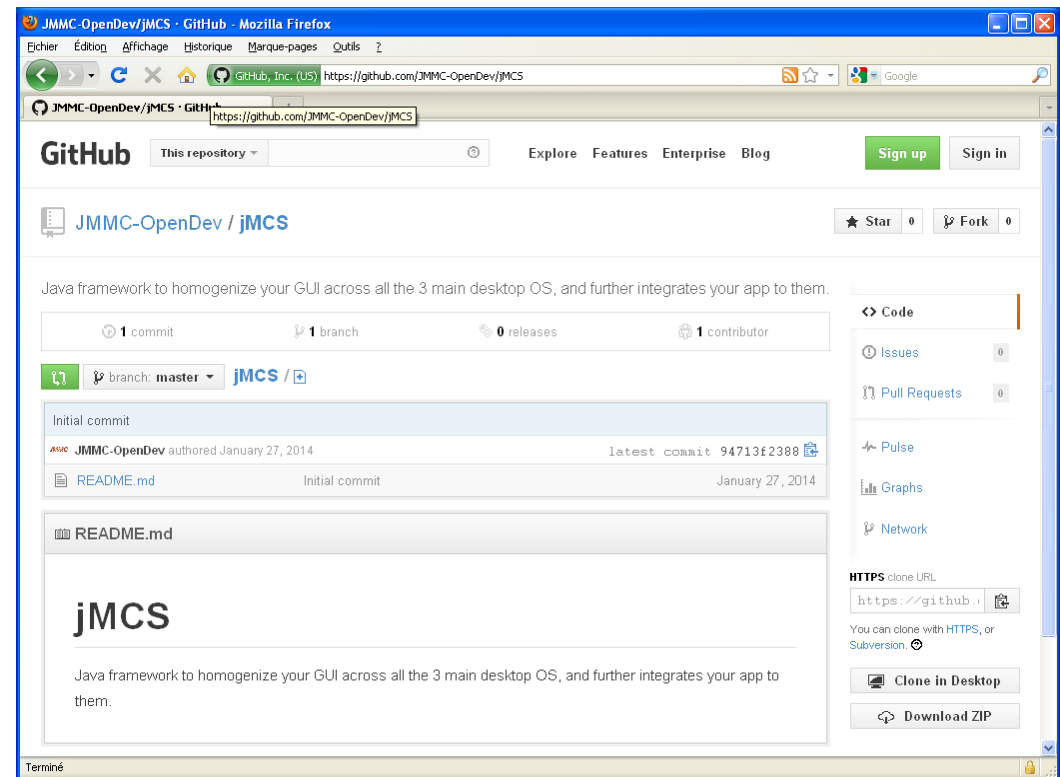 JMMC-OpenDev/jMCS · GitHub - Mozilla Firefox
Eichier Édition Affichage Historique Marque-pages Outils ?
GitHub, Inc. (US) https://github.com/JMMC-OpenDev/jMCS Google
JMMC-OpenDev/jMCS · GitHub
https://github.com/JMMC-OpenDev/jMCS
GitHub This repository Explore Features Enterprise Blog Sign up Sign in
JMMC-OpenDev / jMCS Star 0 Fork 0
Java framework to homogenize your GUI across all the 3 main desktop OS, and further integrates your app to them.
1 commit 1 branch 0 releases 1 contributor
branch: master jMCS /
Initial commit
JMMC JMMC-OpenDev authored January 27, 2014 latest commit 94713f2388
README.md Initial commit January 27, 2014
README.md
jMCS
Java framework to homogenize your GUI across all the 3 main desktop OS, and further integrates your app to
them.
Code
Issues 0
Pull Requests 0
Pulse
Graphs
Network
HTTPS clone URL
https://github.
You can clone with HTTPS, or
Subversion.
Clone in Desktop
Download ZIP
Terminé